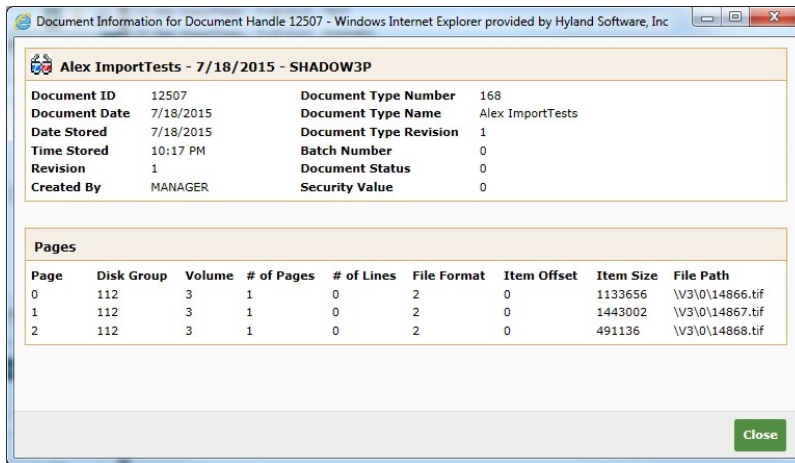 Document Information for Document Handle 12507 - Windows Internet Explorer provided by Hyland Software, Inc
Alex ImportTests - 7/18/2015 - SHADOW3P
Document ID 12507 Document Type Number 168
Document Date 7/18/2015 Document Type Name Alex ImportTests
Date Stored 7/18/2015 Document Type Revision 1
Time Stored 10:17 PM Batch Number 0
Revision 1 Document Status 0
Created By MANAGER Security Value 0
Pages
Page Disk Group Volume # of Pages # of Lines File Format Item Offset Item Size File Path
0 112 3 1 0 2 0 1133656 \V3\0\14866.tif
1 112 3 1 0 2 0 1443002 \V3\0\14867.tif
2 112 3 1 0 2 0 491136 \V3\0\14868.tif
Close